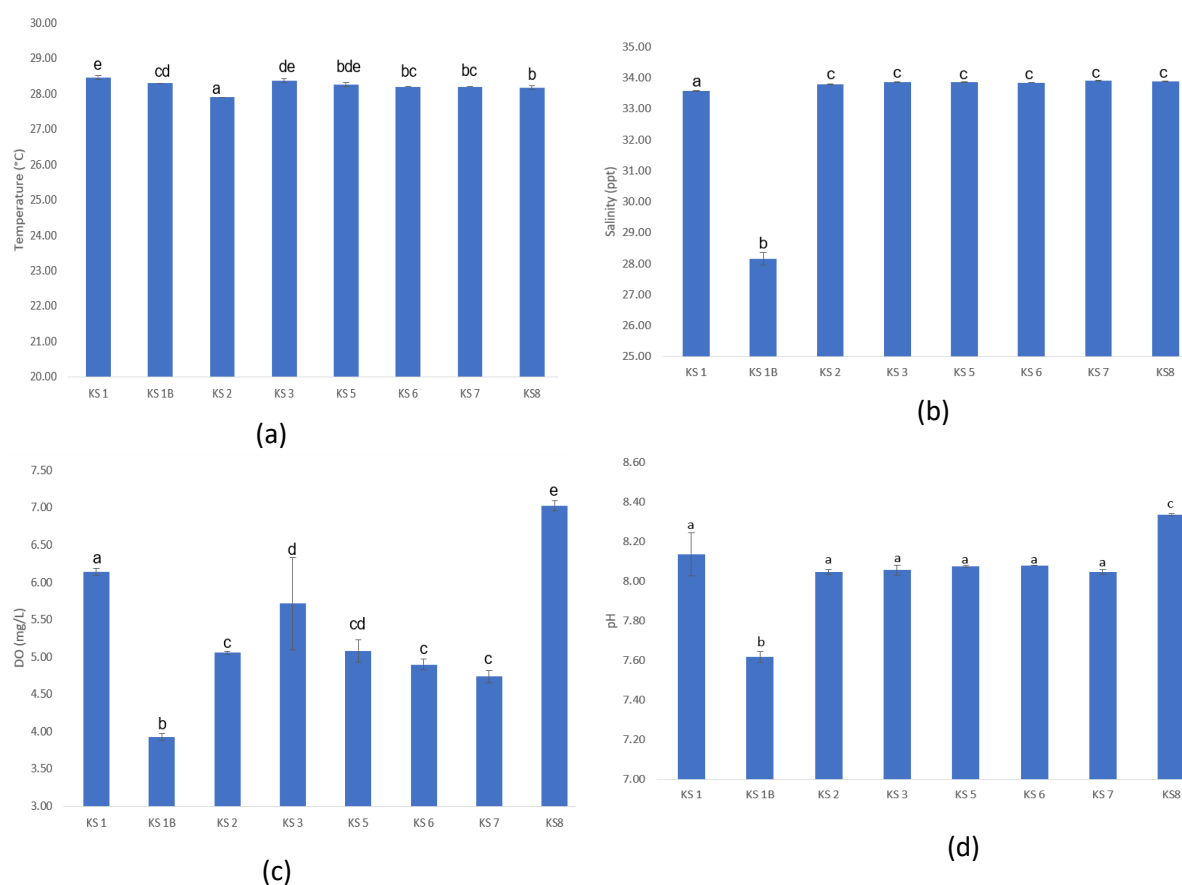 30.00
29.00
28.00
27.00
26.00
25.00
24.00
23.00
22.00
21.00
20.00
Temperature (°C)
e cd a de bde bc bc b
KS 1 KS 1B KS 2 KS 3 KS 5 KS 6 KS 7 KS8
(a)
35.00
34.00
33.00
32.00
31.00
30.00
29.00
28.00
27.00
26.00
25.00
Salinity (ppt)
a b c c c c c c
KS 1 KS 1B KS 2 KS 3 KS 5 KS 6 KS 7 KS8
(b)
7.50
7.00
6.50
6.00
5.50
5.00
4.50
4.00
3.50
3.00
DO (mg/L)
a b c d cd c c e
KS 1 KS 1B KS 2 KS 3 KS 5 KS 6 KS 7 KS8
(c)
8.60
8.40
8.20
8.00
7.80
7.60
7.40
7.20
7.00
pH
a b a a a a a c
KS 1 KS 1B KS 2 KS 3 KS 5 KS 6 KS 7 KS8
(d)